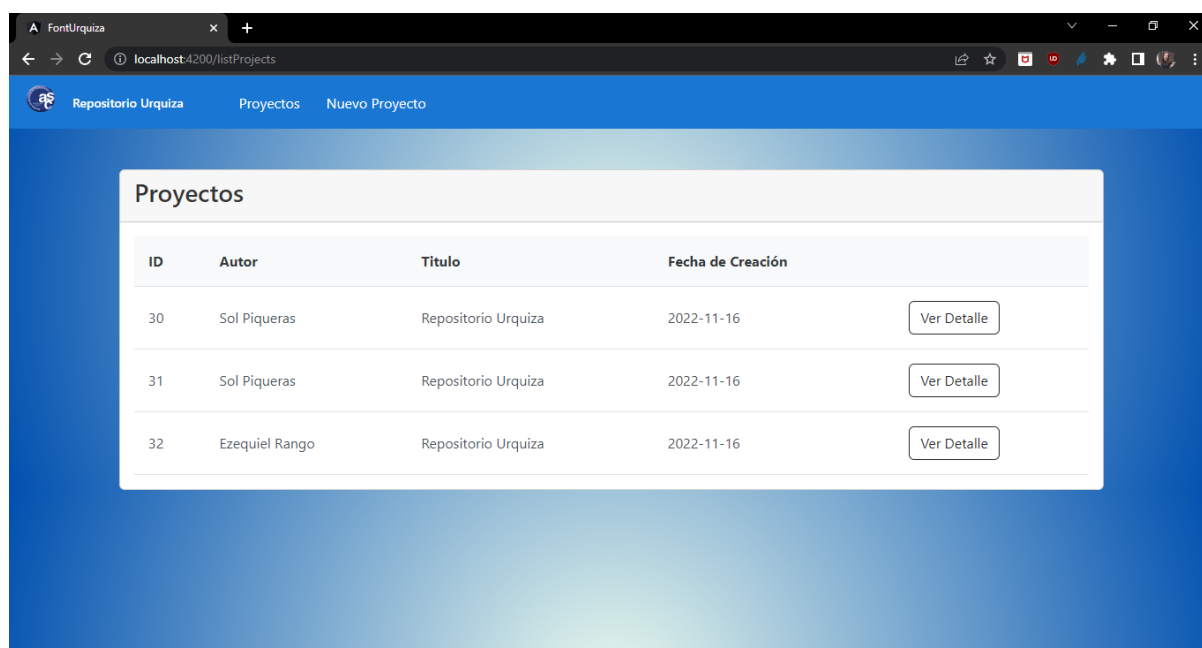 FontUrquiza
localhost:4200/listProjects
Repositorio Urquiza Proyectos Nuevo Proyecto
Proyectos
ID Autor Titulo Fecha de Creación
30 Sol Piqueras Repositorio Urquiza 2022-11-16 Ver Detalle
31 Sol Piqueras Repositorio Urquiza 2022-11-16 Ver Detalle
32 Ezequiel Rango Repositorio Urquiza 2022-11-16 Ver Detalle